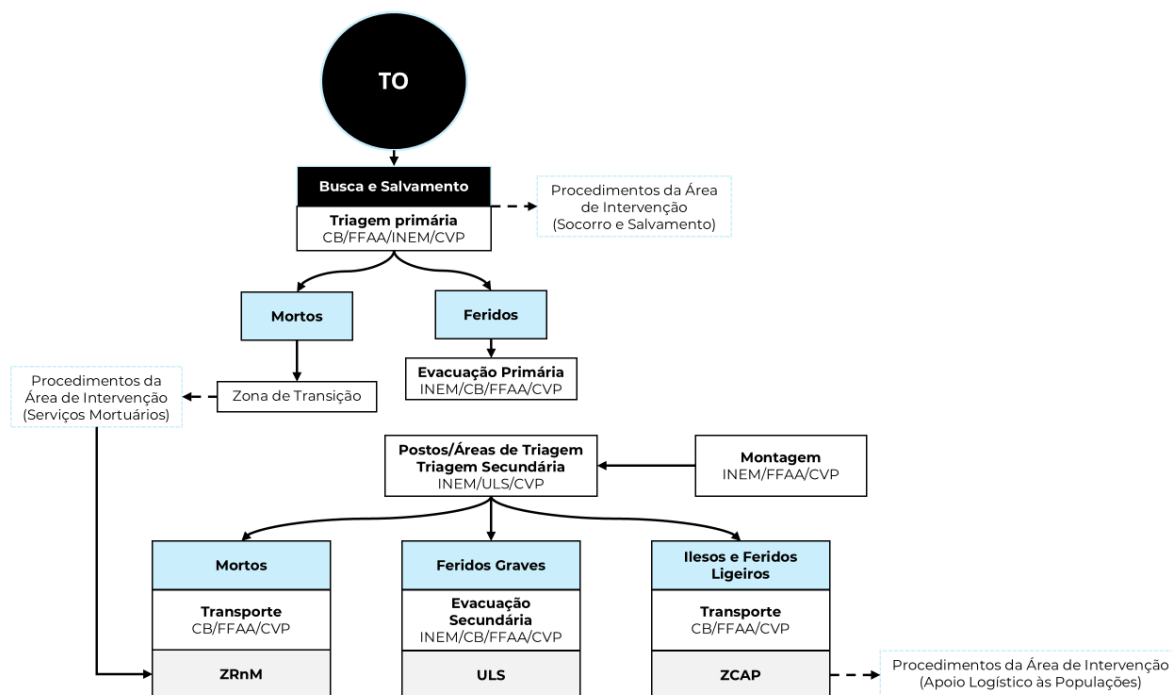 TO
Busca e Salvamento
Triagem primária
CB/FFAA/INEM/CVP
Procedimentos da Área
de Intervenção
(Socorro e Salvamento)
Mortos
Feridos
Evacuação Primária
INEM/CB/FFAA/CVP
Procedimentos da
Área de Intervenção
(Serviços Mortuários)
Zona de Transição
Postos/Áreas de Triagem
Triagem Secundária
INEM/ULS/CVP
Montagem
INEM/FFAA/CVP
Mortos
Transporte
CB/FFAA/CVP
ZRnM
Feridos Graves
Evacuação
Secundária
INEM/CB/FFAA/CVP
ULS
Ilesos e Feridos
Ligeiros
Transporte
CB/FFAA/CVP
ZCAP
Procedimentos da Área de Intervenção
(Apoio Logístico às Populações)